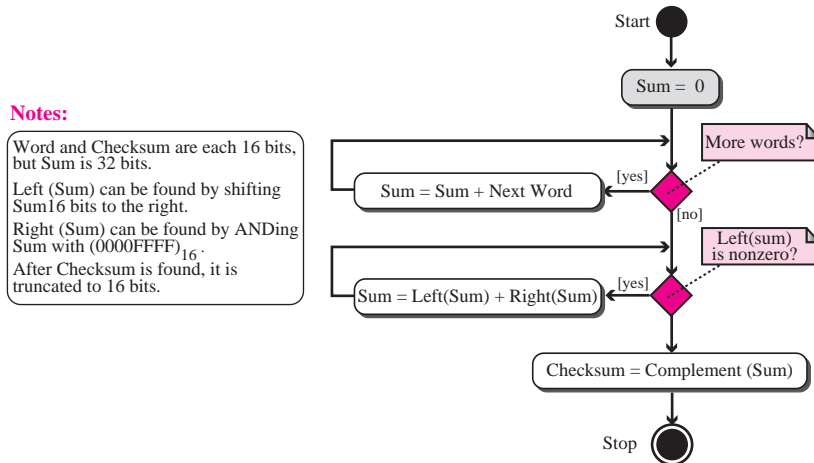 Start
Sum = 0
Notes:
Word and Checksum are each 16 bits,
but Sum is 32 bits.
Left (Sum) can be found by shifting
Sum16 bits to the right.
Right (Sum) can be found by ANDing
Sum with (0000FFFF)16 .
After Checksum is found, it is
truncated to 16 bits.
More words?
[yes]
Sum = Sum + Next Word
[no]
Left(sum)
is nonzero?
[yes]
Sum = Left(Sum) + Right(Sum)
Checksum = Complement (Sum)
Stop